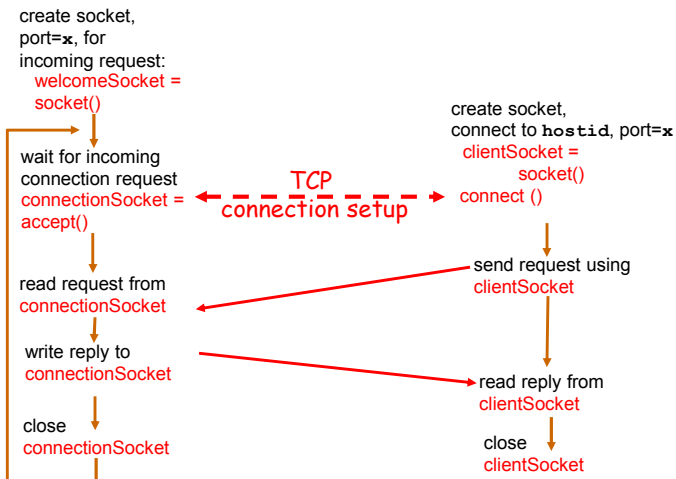 create socket,
port=x, for
incoming request:
welcomeSocket =
socket()
wait for incoming
connection request
connectionSocket =
accept()
read request from
connectionSocket
write reply to
connectionSocket
close
connectionSocket
TCP
connection setup
create socket,
connect to hostid, port=x
clientSocket =
socket()
connect ()
send request using
clientSocket
read reply from
clientSocket
close
clientSocket